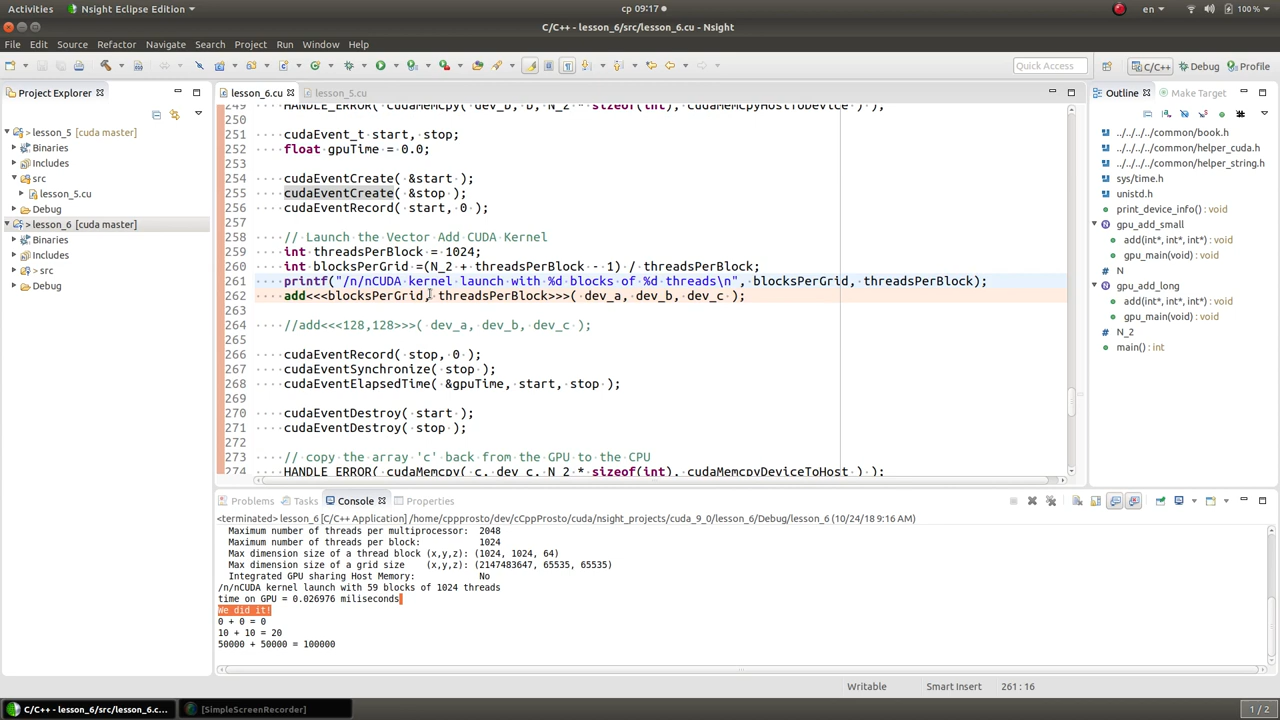 Activities Nsight Eclipse Edition ср 09:17 en 100 %
C/C++ - lesson_6/src/lesson_6.cu - Nsight
File Edit Source Refactor Navigate Search Project Run Window Help
Quick Access C/C++ Debug Profile
Project Explorer
> lesson_5 [cuda master]
Binaries
Includes
src
lesson_5.cu
Debug
> lesson_6 [cuda master]
Binaries
Includes
> src
Debug
lesson_6.cu lesson_5.cu
249 HANDLE_ERROR( cudaMemcpy( dev_b, b, N_2 * sizeof(int), cudaMemcpyHostToDevice ) );
250
251 cudaEvent_t start, stop;
252 float gpuTime = 0.0;
253
254 cudaEventCreate( &start );
255 cudaEventCreate( &stop );
256 cudaEventRecord( start, 0 );
257
258 // Launch the Vector Add CUDA Kernel
259 int threadsPerBlock = 1024;
260 int blocksPerGrid =(N_2 + threadsPerBlock - 1) / threadsPerBlock;
261 printf("/n/nCUDA kernel launch with %d blocks of %d threads\n", blocksPerGrid, threadsPerBlock);
262 add<<<blocksPerGrid, threadsPerBlock>>>( dev_a, dev_b, dev_c );
263
264 //add<<<128,128>>>( dev_a, dev_b, dev_c );
265
266 cudaEventRecord( stop, 0 );
267 cudaEventSynchronize( stop );
268 cudaEventElapsedTime( &gpuTime, start, stop );
269
270 cudaEventDestroy( start );
271 cudaEventDestroy( stop );
272
273 // copy the array 'c' back from the GPU to the CPU
274 HANDLE_ERROR( cudaMemcpy( c, dev_c, N_2 * sizeof(int), cudaMemcpyDeviceToHost ) );
Outline Make Target
../../../../common/book.h
../../../../common/helper_cuda.h
../../../../common/helper_string.h
sys/time.h
unistd.h
print_device_info() : void
gpu_add_small
add(int*, int*, int*) : void
gpu_main(void) : void
N
gpu_add_long
add(int*, int*, int*) : void
gpu_main(void) : void
N_2
main() : int
Problems Tasks Console Properties
<terminated> lesson_6 [C/C++ Application] /home/cppprosto/dev/cCppProsto/cuda/nsight_projects/cuda_9_0/lesson_6/Debug/lesson_6 (10/24/18 9:16 AM)
Maximum number of threads per multiprocessor: 2048
Maximum number of threads per block: 1024
Max dimension size of a thread block (x,y,z): (1024, 1024, 64)
Max dimension size of a grid size (x,y,z): (2147483647, 65535, 65535)
Integrated GPU sharing Host Memory: No
/n/nCUDA kernel launch with 59 blocks of 1024 threads
time on GPU = 0.026976 miliseconds
We did it!
0 + 0 = 0
10 + 10 = 20
50000 + 50000 = 100000
Writable Smart Insert 261 : 16
C/C++ - lesson_6/src/lesson_6.c... [SimpleScreenRecorder] 1 / 2